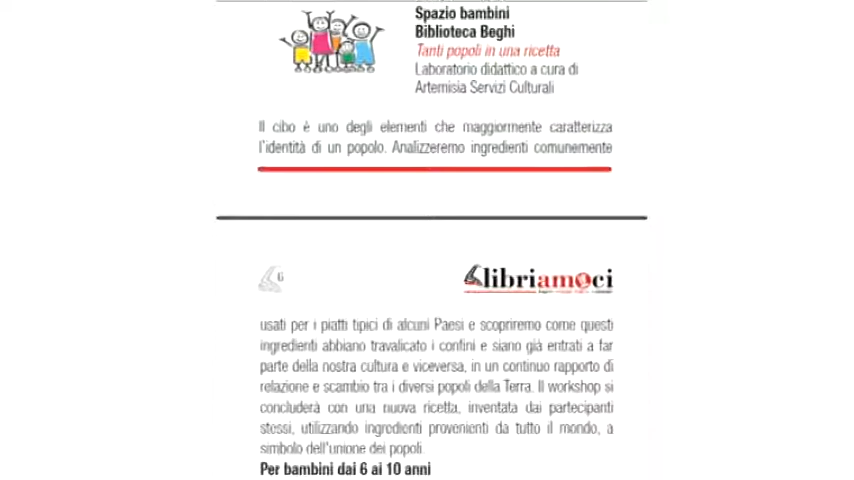 Spazio bambini
Biblioteca Beghi
Tanti popoli in una ricetta
Laboratorio didattico a cura di
Artemisia Servizi Culturali
Il cibo è uno degli elementi che maggiormente caratterizza
l'identità di un popolo. Analizzeremo ingredienti comunemente
6
libriamoci
usati per i piatti tipici di alcuni Paesi e scopriremo come questi
ingredienti abbiano travalicato i confini e siano già entrati a far
parte della nostra cultura e viceversa, in un continuo rapporto di
relazione e scambio tra i diversi popoli della Terra. Il workshop si
concluderà con una nuova ricetta, inventata dai partecipanti
stessi, utilizzando ingredienti provenienti da tutto il mondo, a
simbolo dell'unione dei popoli.
Per bambini dai 6 ai 10 anni